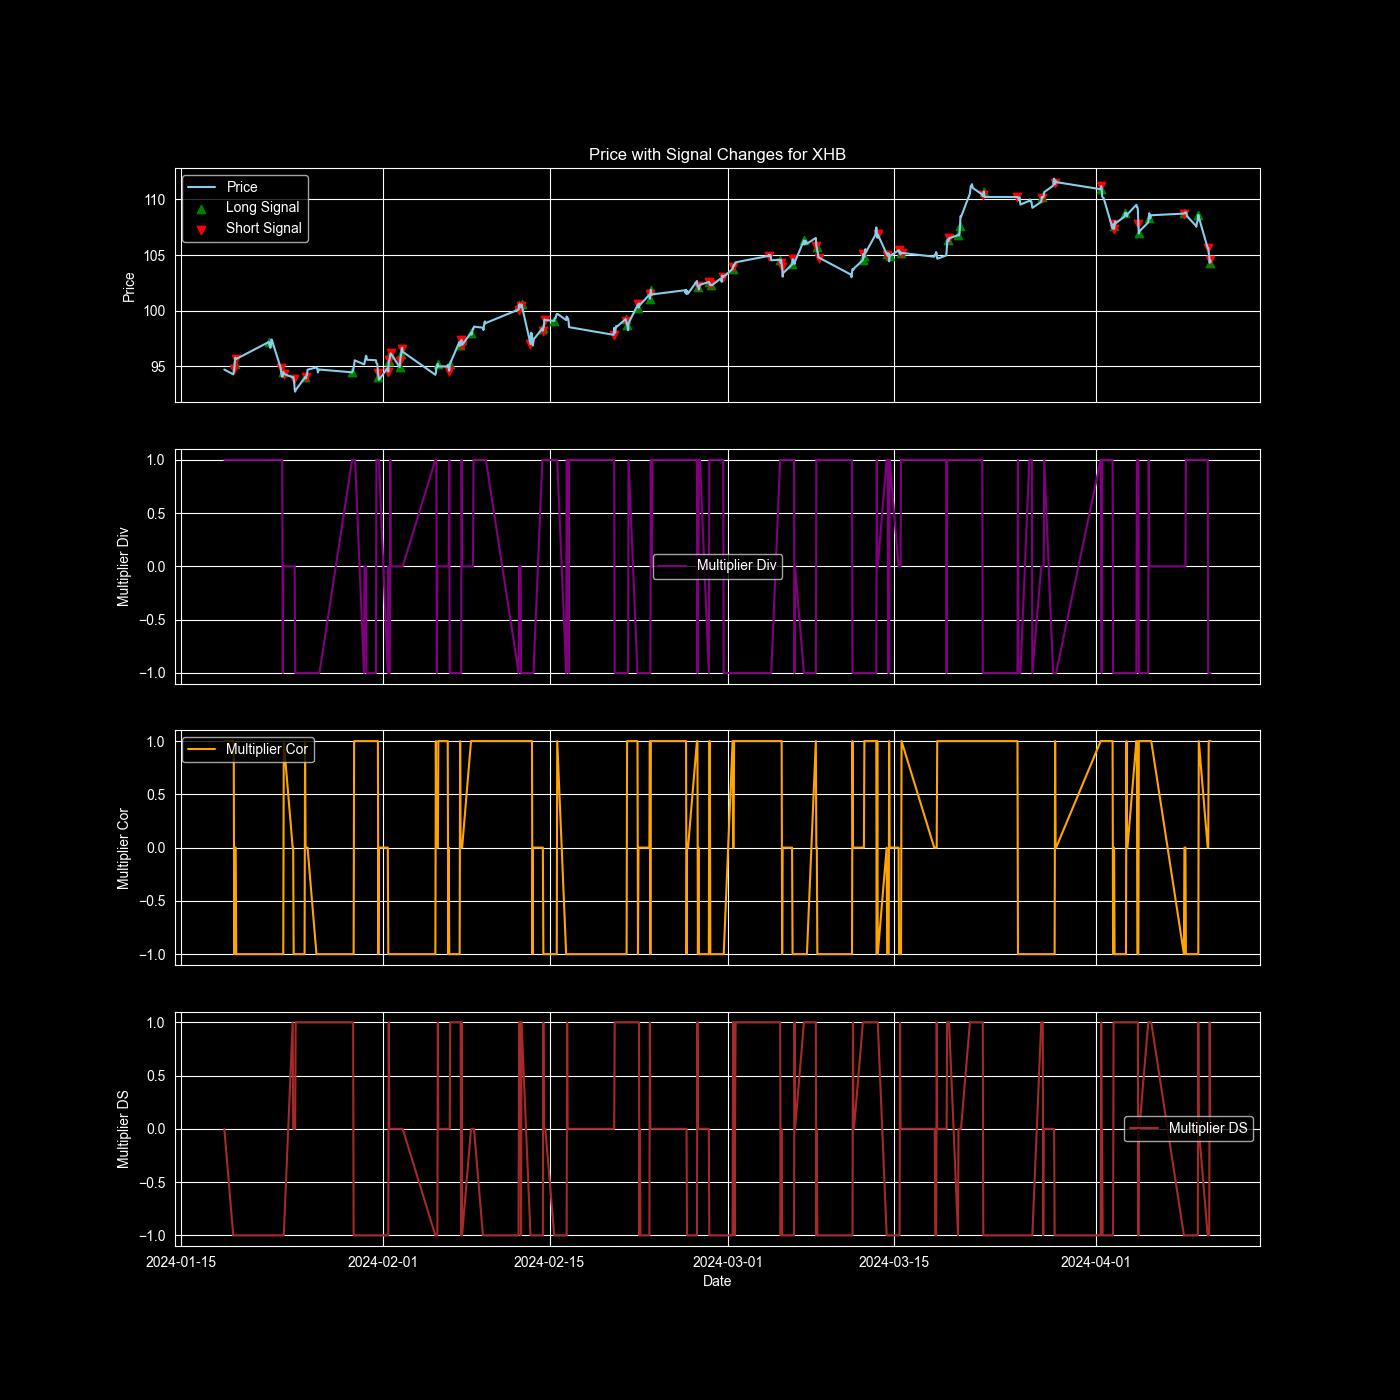 Price with Signal Changes for XHB
Price
Long Signal
Short Signal
110
105
100
95
Price
1.0
0.5
0.0
−0.5
−1.0
Multiplier Div
Multiplier Div
Multiplier Cor
1.0
0.5
0.0
−0.5
−1.0
Multiplier Cor
1.0
0.5
0.0
−0.5
−1.0
Multiplier DS
Multiplier DS
2024-01-15 2024-02-01 2024-02-15 2024-03-01 2024-03-15 2024-04-01
Date